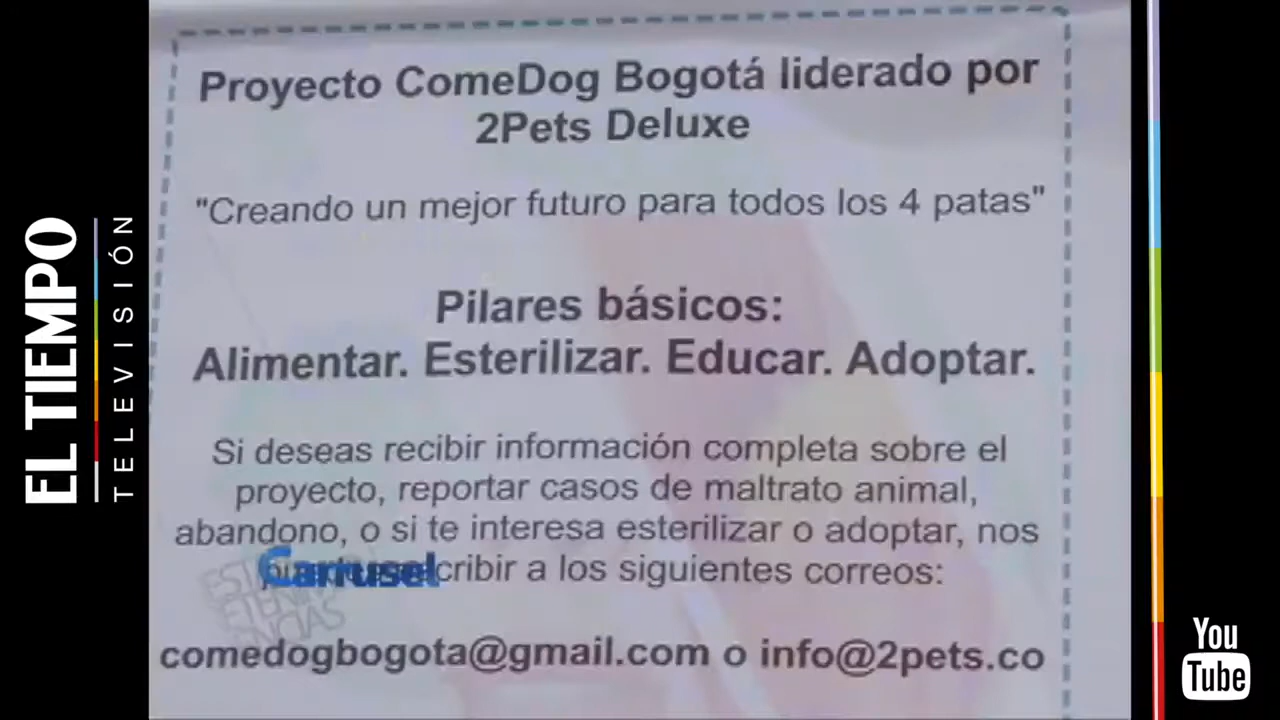 Proyecto ComeDog Bogotá liderado por
2Pets Deluxe
"Creando un mejor futuro para todos los 4 patas"
Pilares básicos:
Alimentar. Esterilizar. Educar. Adoptar.
Si deseas recibir información completa sobre el
proyecto, reportar casos de maltrato animal,
abandono, o si te interesa esterilizar o adoptar, nos
cribir a los siguientes correos:
Carrusel
comedogbogota@gmail.com o info@2pets.co
EL TIEMPO
TELEVISIÓN
You
Tube